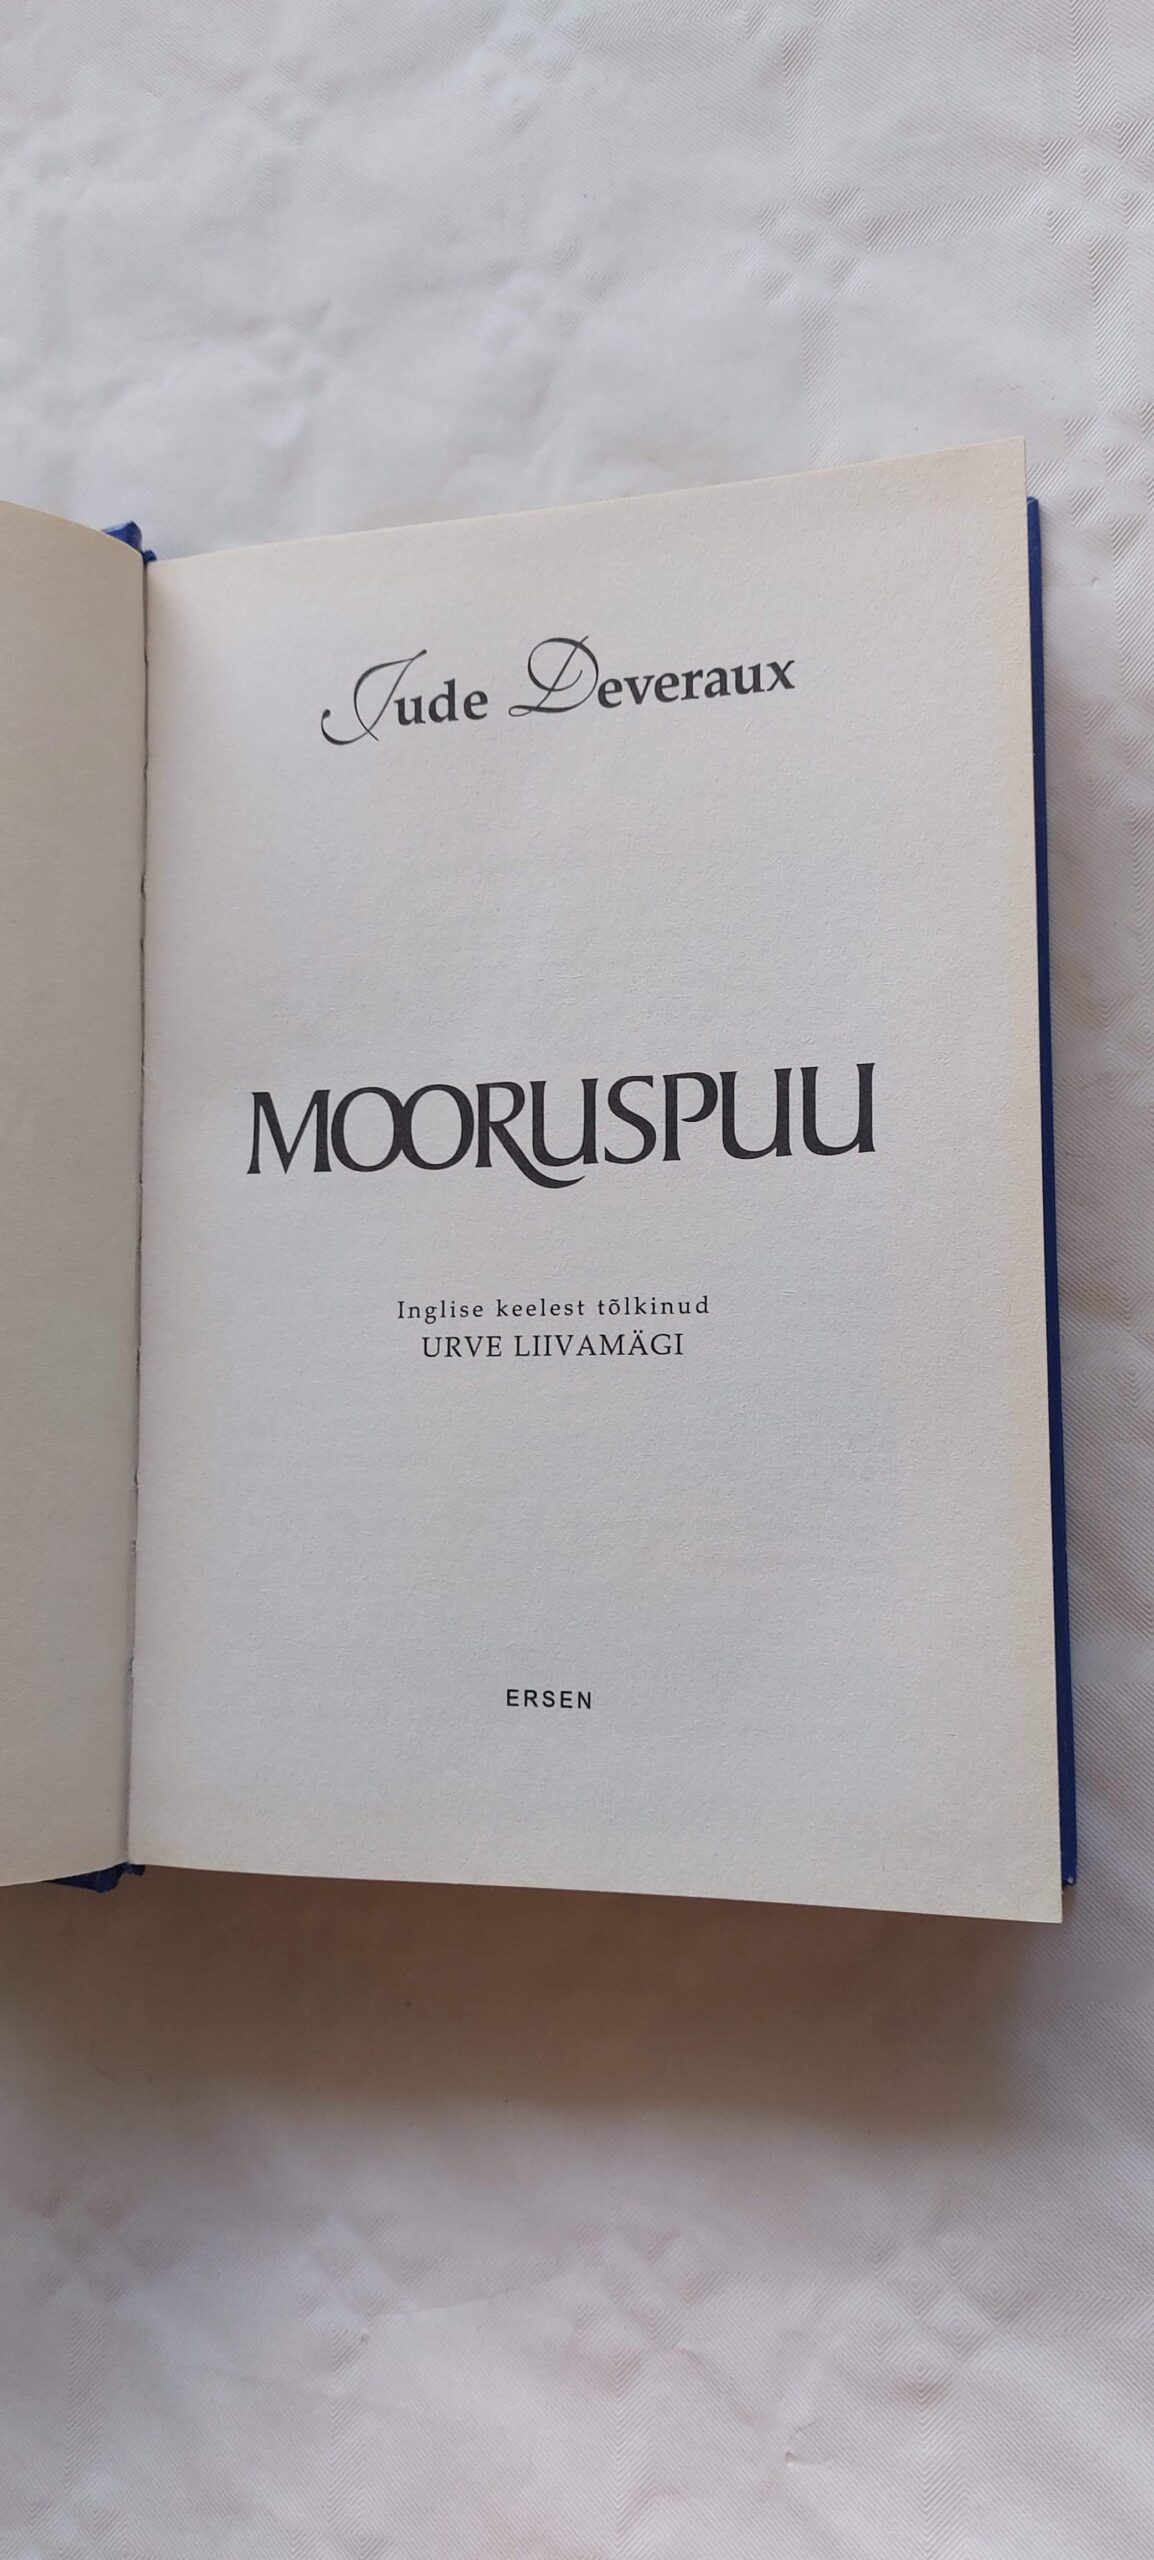 Jude Deveraux
MOORUSPUU
Inglise keelest tõlkinud
URVE LIIVAMÄGI
ERSEN